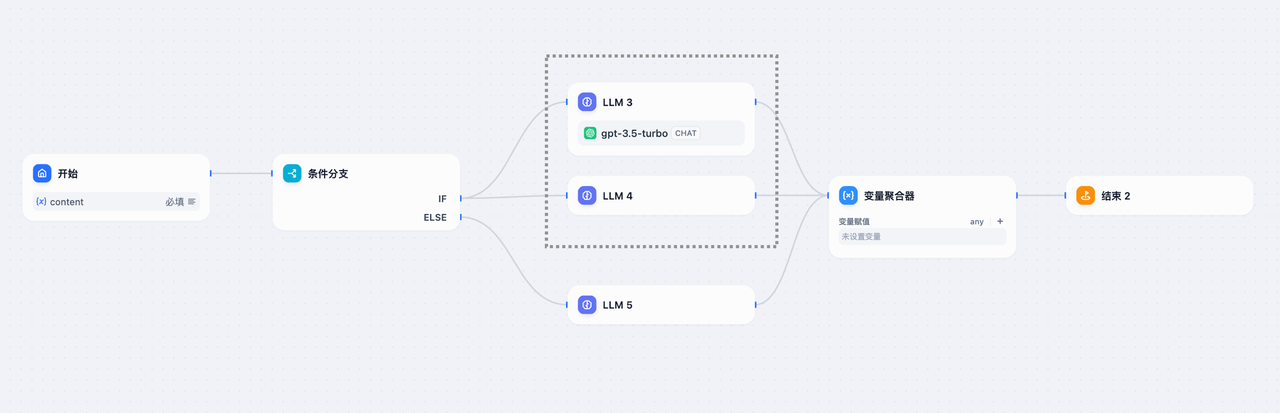 开始
(x) content 必填
条件分支
IF
ELSE
LLM 3
gpt-3.5-turbo CHAT
LLM 4
LLM 5
变量聚合器
变量赋值 any +
未设置变量
结束 2